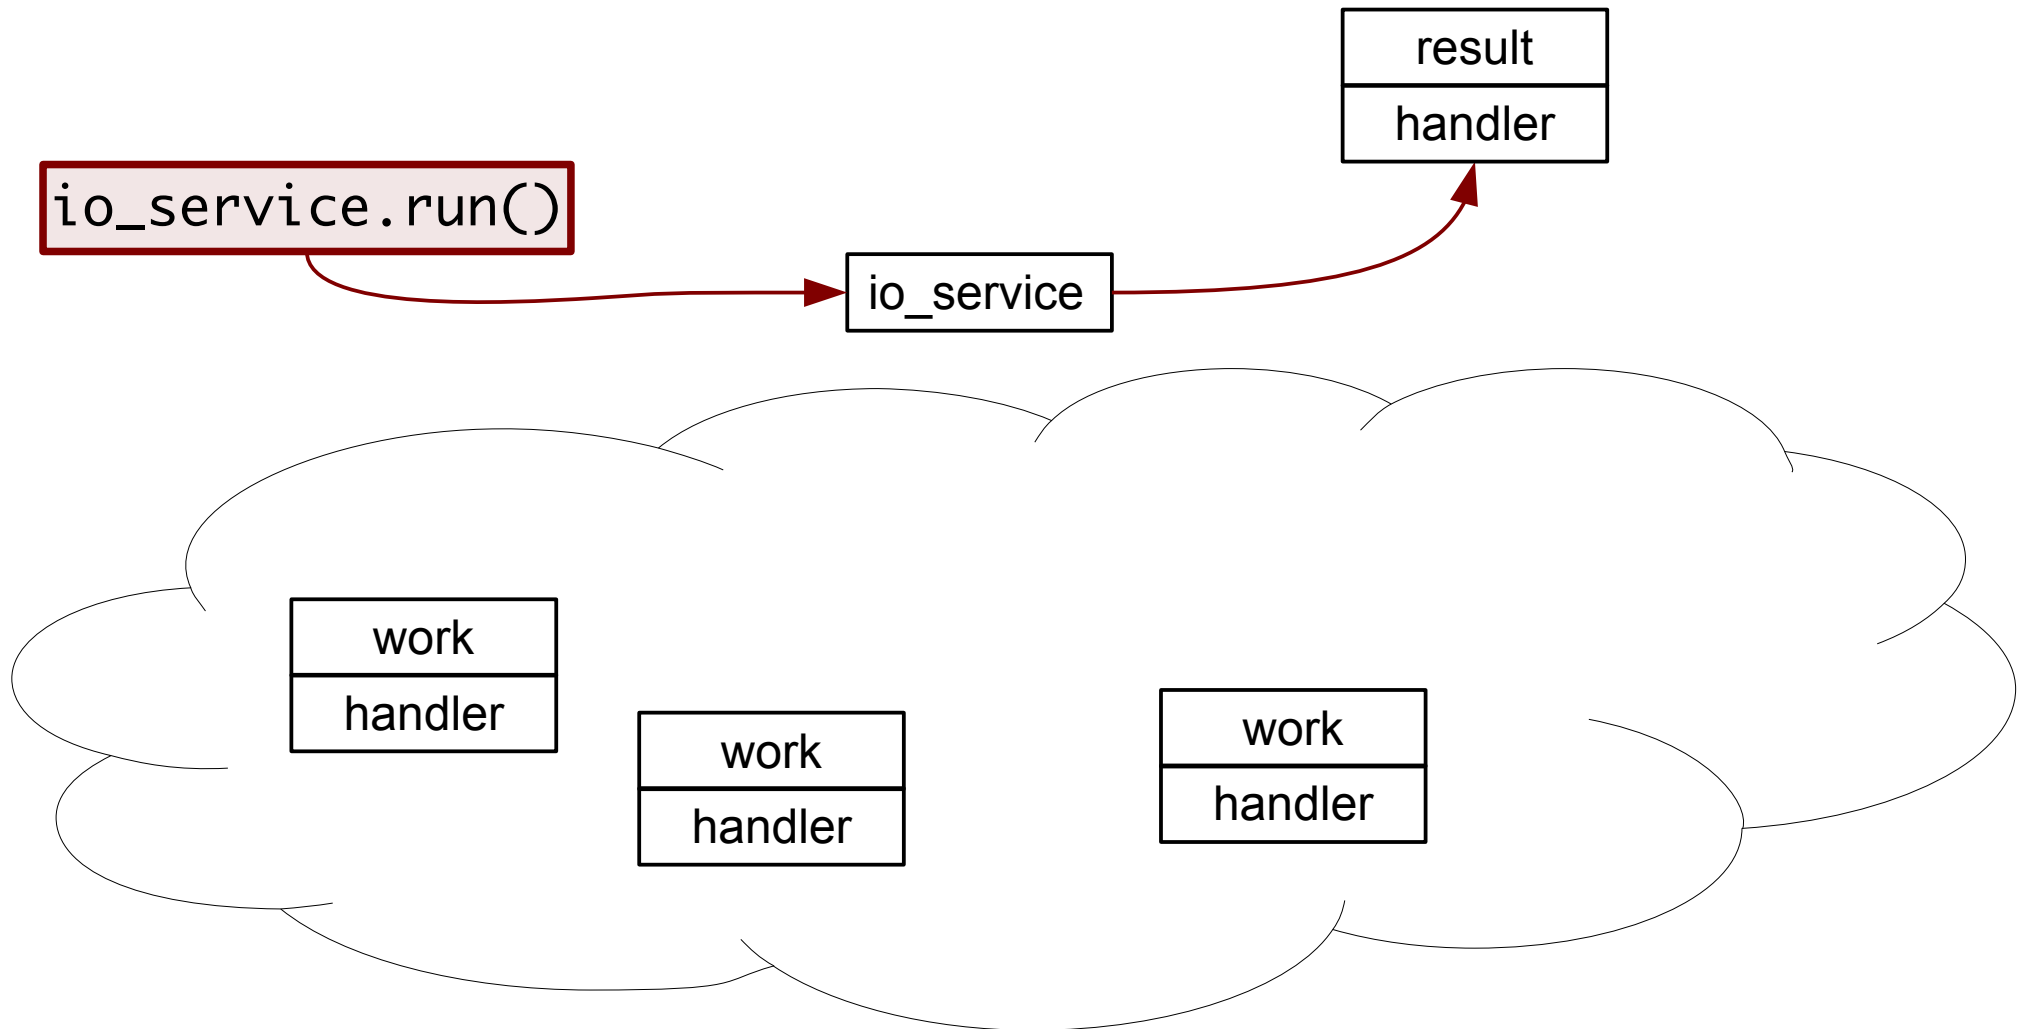 result
handler
io_service.run()
io_service
work
handler
work
handler
work
handler